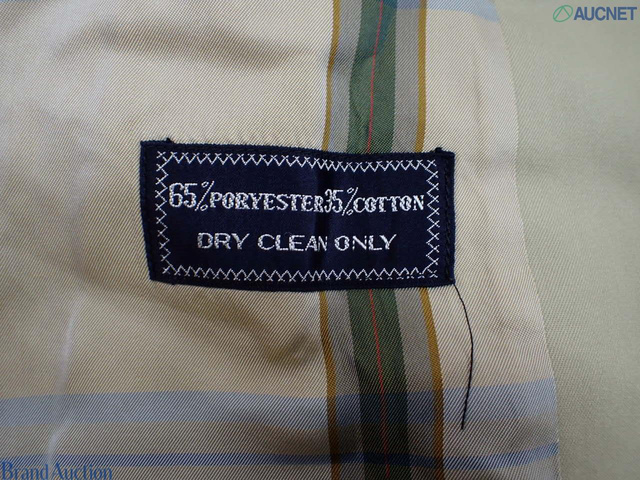 AUCNET
65%PORYESTER35%COTTON
DRY CLEAN ONLY
Brand Auction